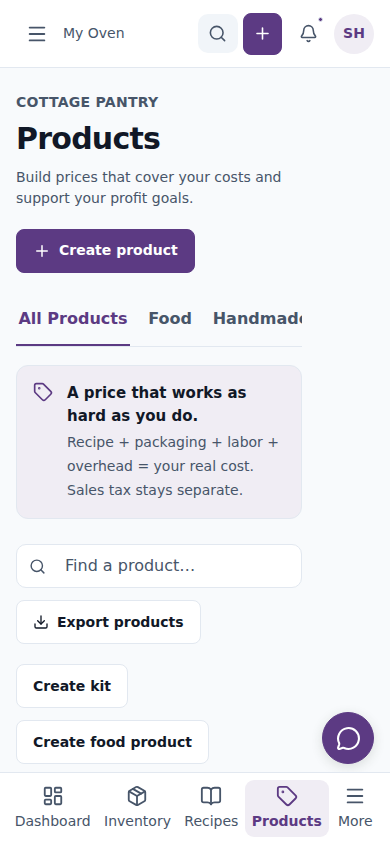 My Oven
SH
COTTAGE PANTRY
Products
Build prices that cover your costs and
support your profit goals.
Create product
All Products Food Handmade
A price that works as
hard as you do.
Recipe + packaging + labor +
overhead = your real cost.
Sales tax stays separate.
Find a product...
Export products
Create kit
Create food product
Dashboard Inventory Recipes Products More